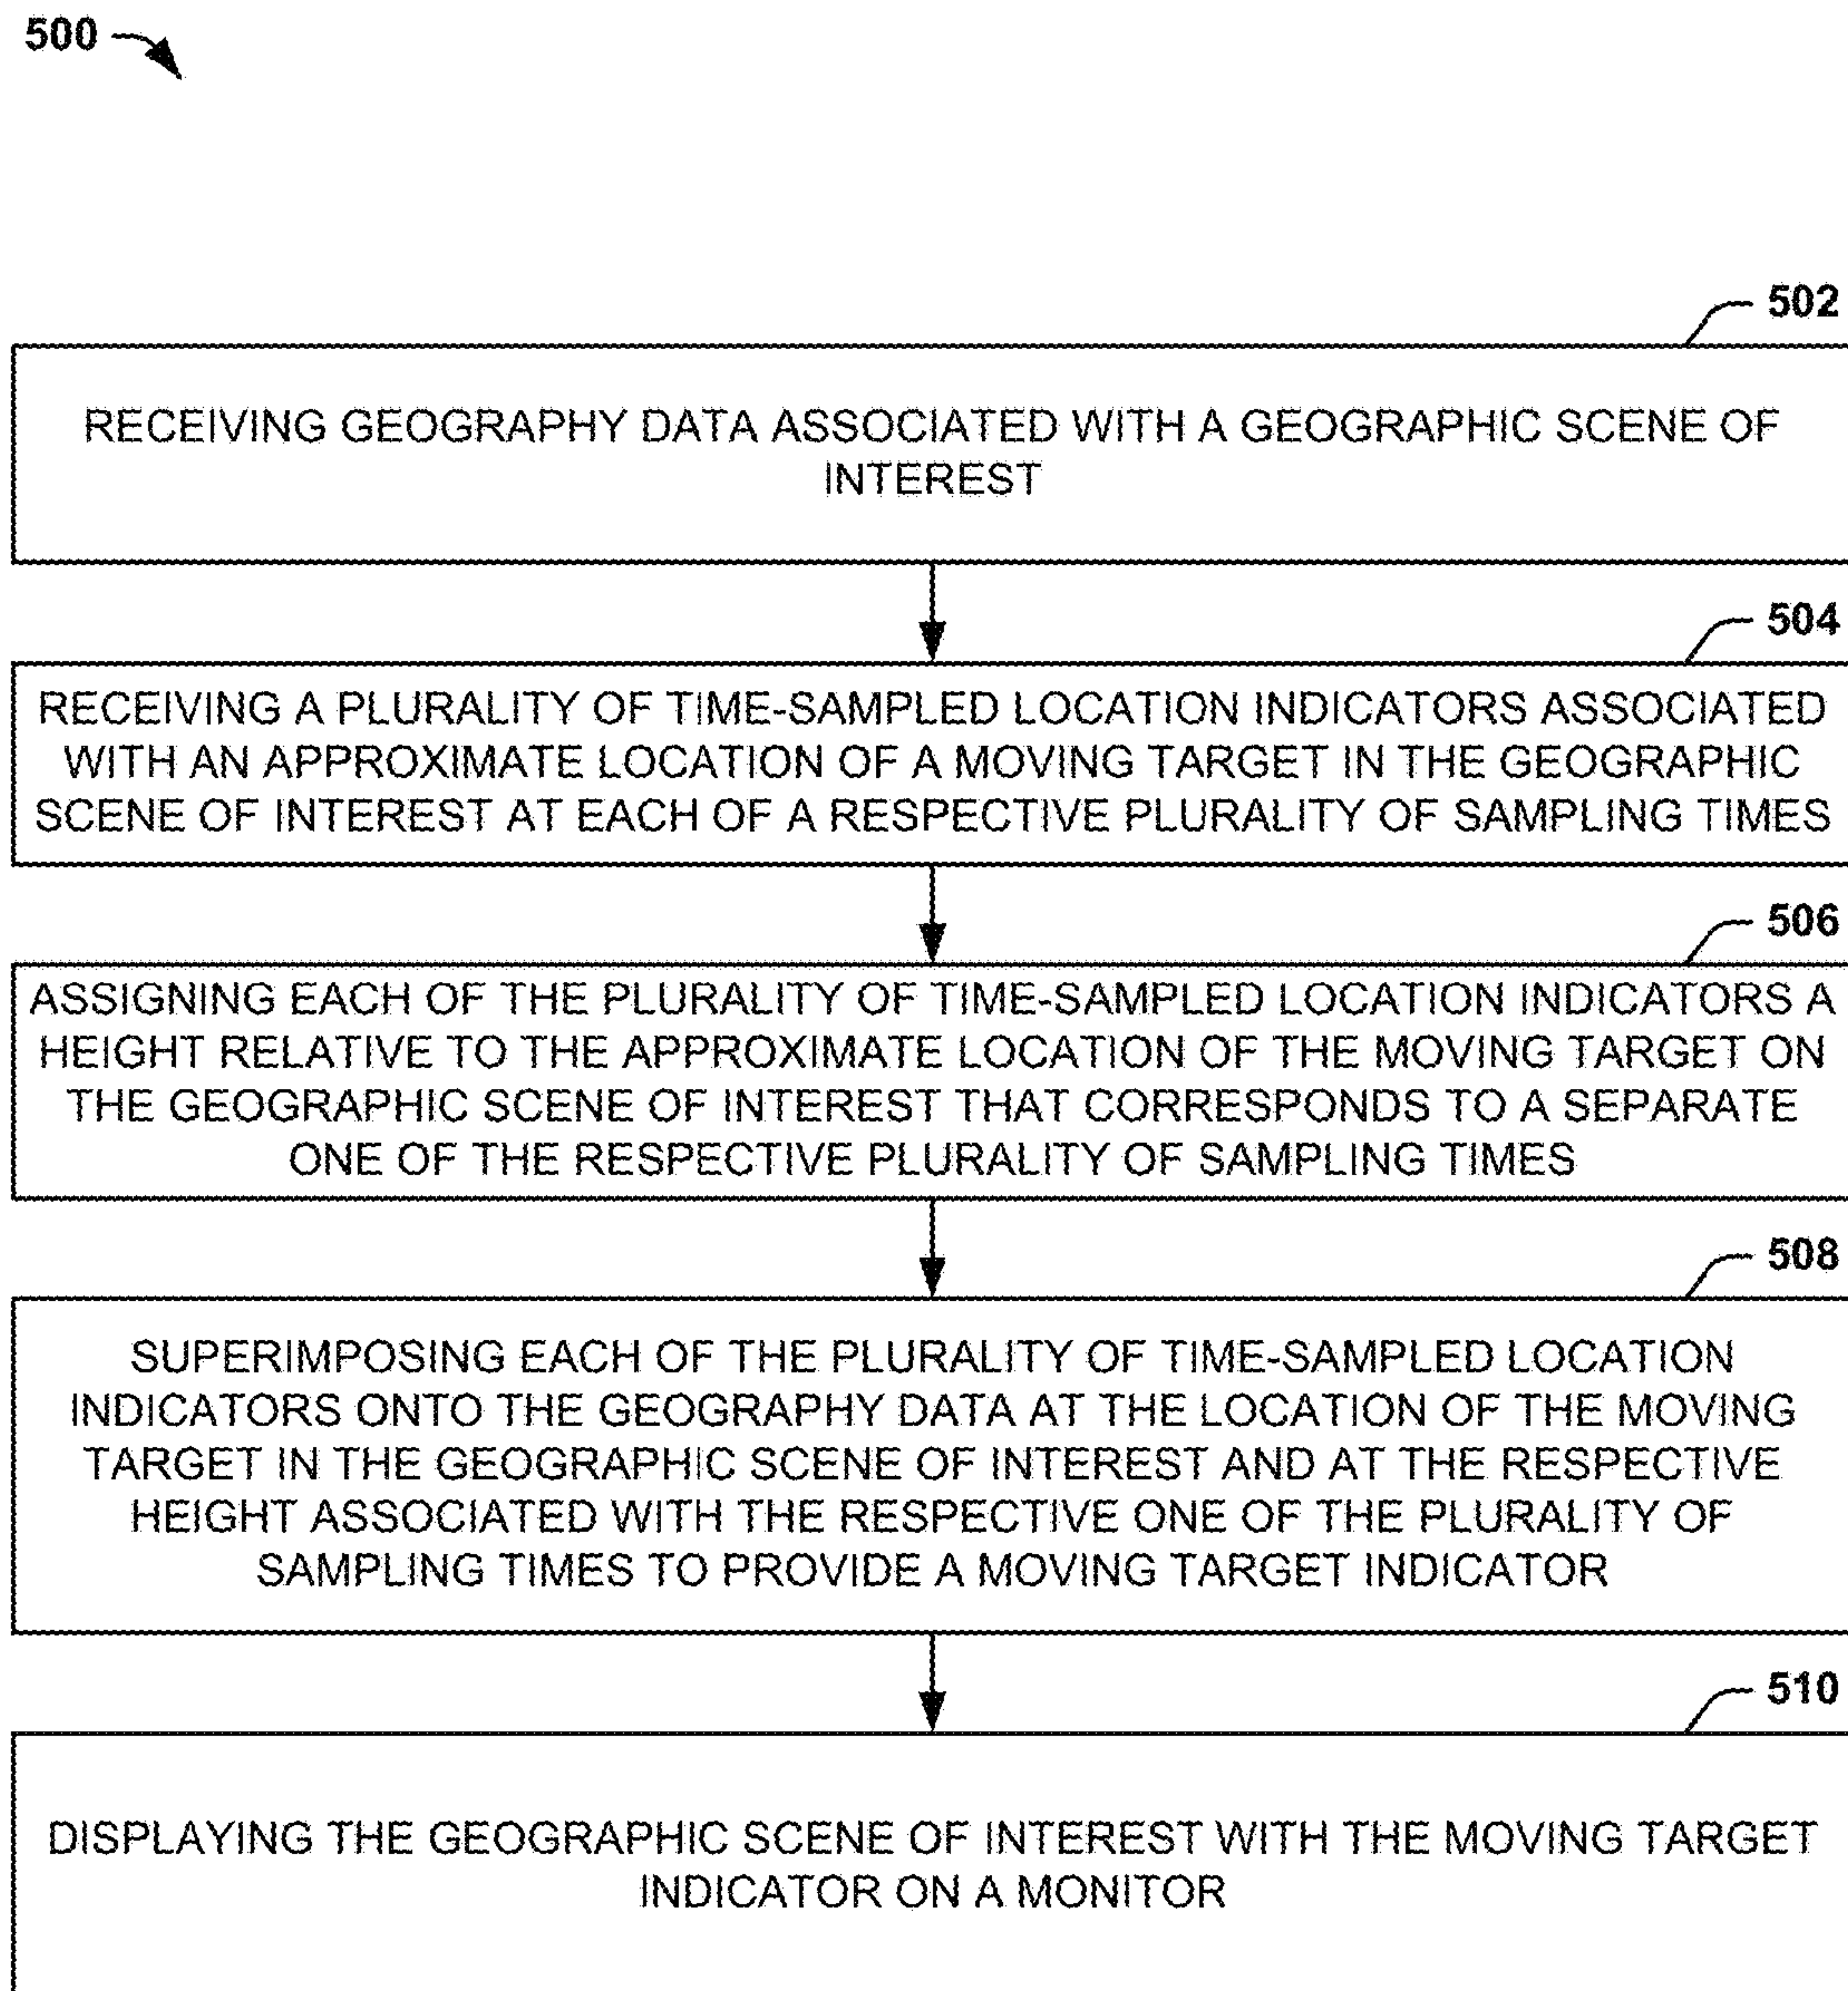 500
502
RECEIVING GEOGRAPHY DATA ASSOCIATED WITH A GEOGRAPHIC SCENE OF
INTEREST
504
RECEIVING A PLURALITY OF TIME-SAMPLED LOCATION INDICATORS ASSOCIATED
WITH AN APPROXIMATE LOCATION OF A MOVING TARGET IN THE GEOGRAPHIC
SCENE OF INTEREST AT EACH OF A RESPECTIVE PLURALITY OF SAMPLING TIMES
506
ASSIGNING EACH OF THE PLURALITY OF TIME-SAMPLED LOCATION INDICATORS A
HEIGHT RELATIVE TO THE APPROXIMATE LOCATION OF THE MOVING TARGET ON
THE GEOGRAPHIC SCENE OF INTEREST THAT CORRESPONDS TO A SEPARATE
ONE OF THE RESPECTIVE PLURALITY OF SAMPLING TIMES
508
SUPERIMPOSING EACH OF THE PLURALITY OF TIME-SAMPLED LOCATION
INDICATORS ONTO THE GEOGRAPHY DATA AT THE LOCATION OF THE MOVING
TARGET IN THE GEOGRAPHIC SCENE OF INTEREST AND AT THE RESPECTIVE
HEIGHT ASSOCIATED WITH THE RESPECTIVE ONE OF THE PLURALITY OF
SAMPLING TIMES TO PROVIDE A MOVING TARGET INDICATOR
510
DISPLAYING THE GEOGRAPHIC SCENE OF INTEREST WITH THE MOVING TARGET
INDICATOR ON A MONITOR